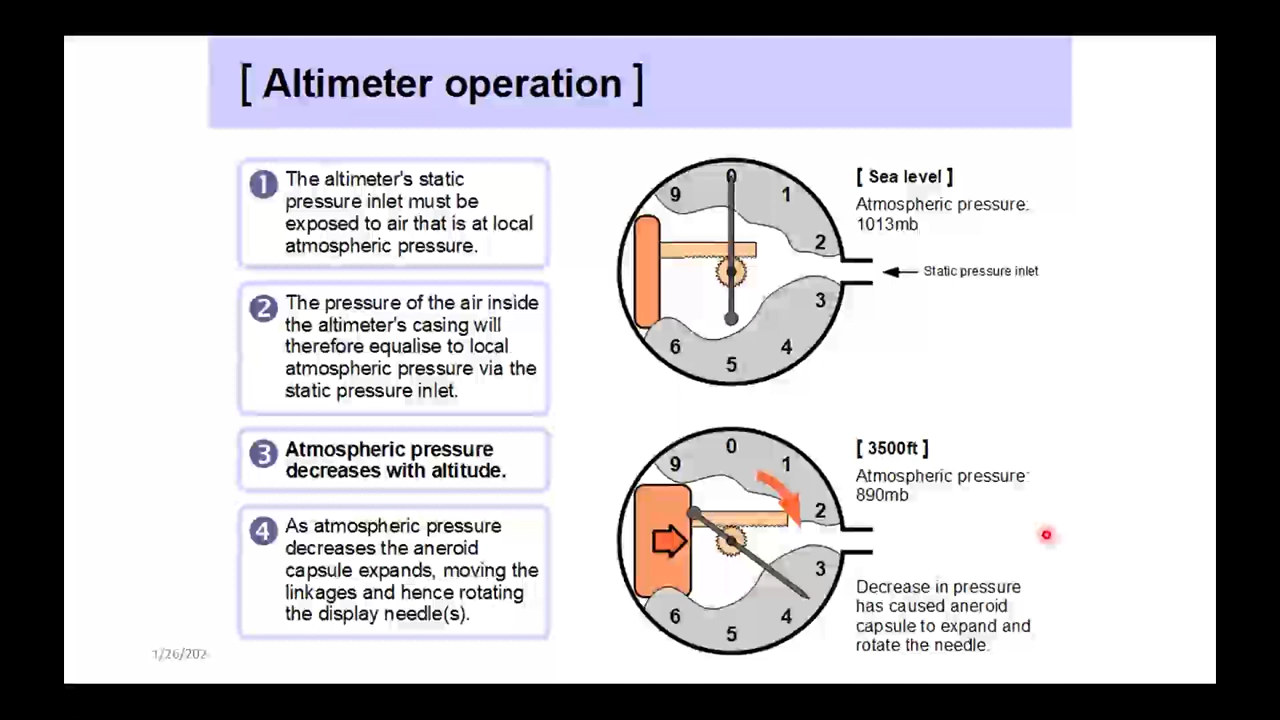 [ Altimeter operation ]
1 The altimeter's static
pressure inlet must be
exposed to air that is at local
atmospheric pressure.
2 The pressure of the air inside
the altimeter's casing will
therefore equalise to local
atmospheric pressure via the
static pressure inlet.
3 Atmospheric pressure
decreases with altitude.
4 As atmospheric pressure
decreases the aneroid
capsule expands, moving the
linkages and hence rotating
the display needle(s).
1/26/202
0
9
1
2
3
4
5
6
[ Sea level ]
Atmospheric pressure:
1013mb
Static pressure inlet
0
9
1
2
3
4
5
6
[ 3500ft ]
Atmospheric pressure:
890mb
Decrease in pressure
has caused aneroid
capsule to expand and
rotate the needle.